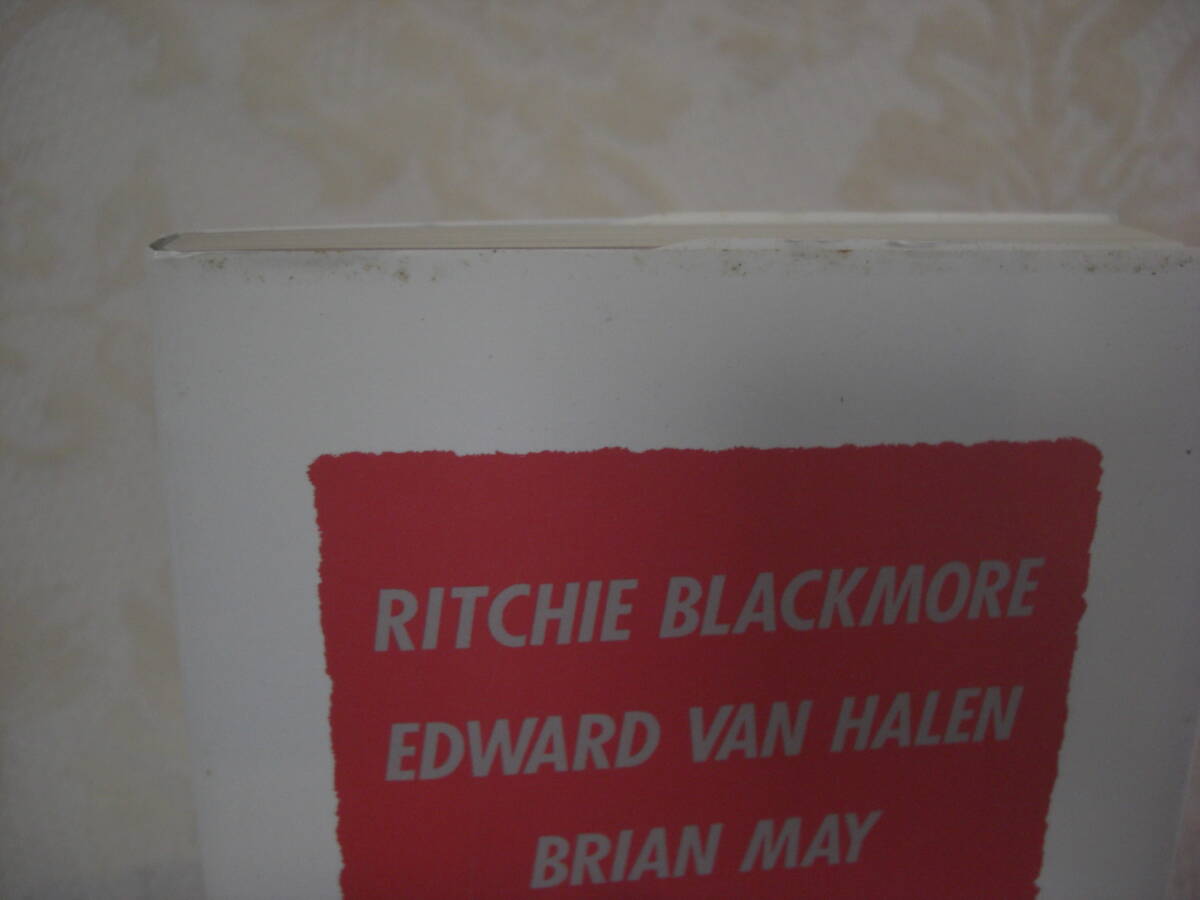 RITCHIE BLACKMORE
EDWARD VAN HALEN
BRIAN MAY